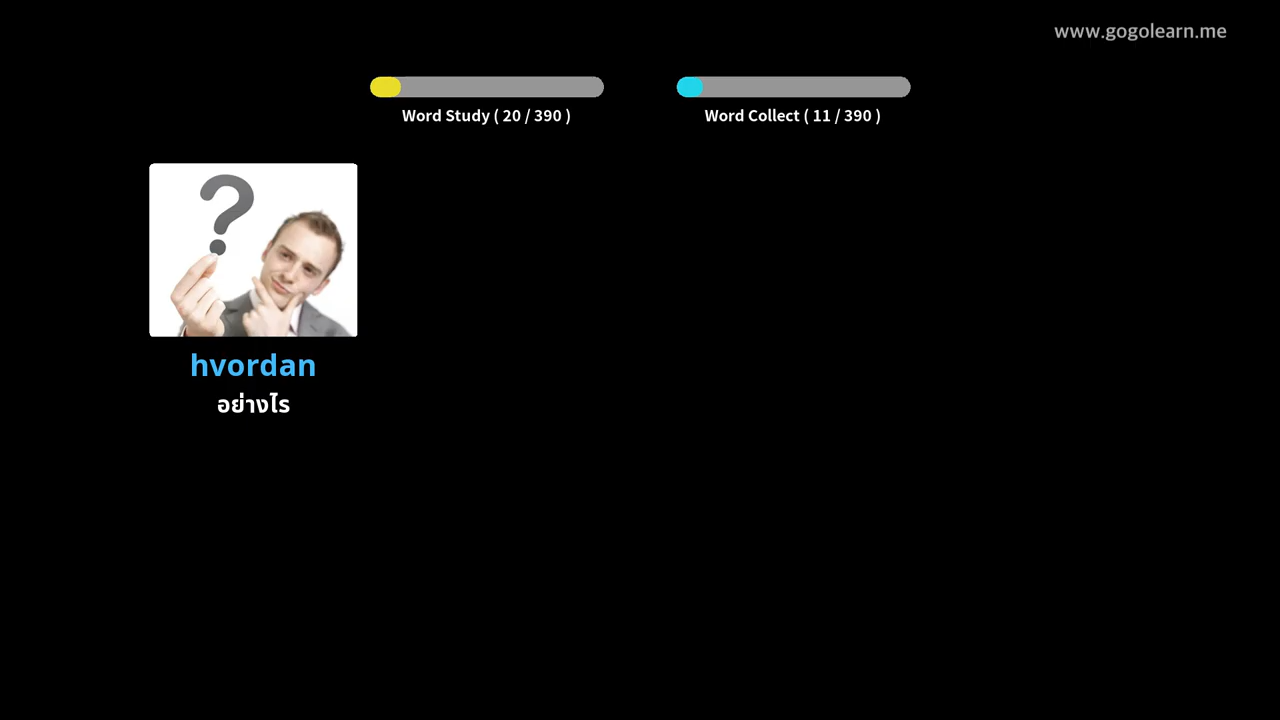 www.gogolearn.me
Word Study ( 20 / 390 )
Word Collect ( 11 / 390 )
?
hvordan
อย่างไร